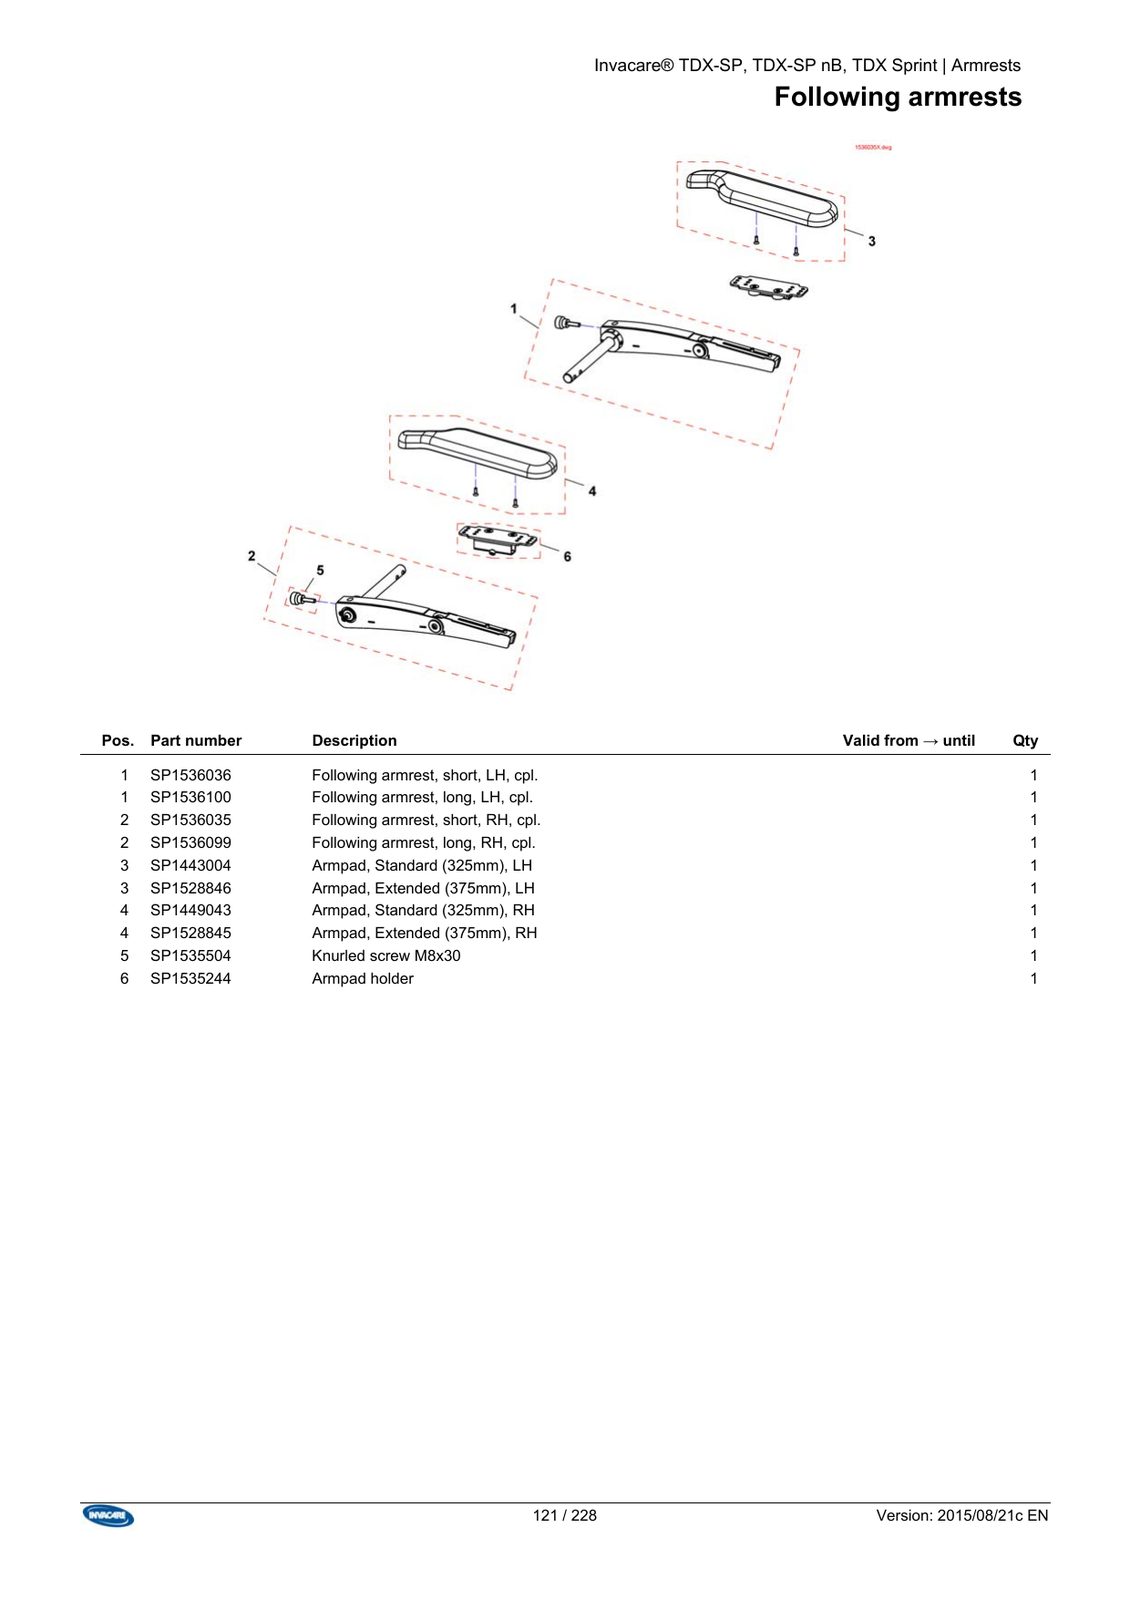 Invacare® TDX-SP, TDX-SP nB, TDX Sprint | Armrests
Following armrests
1536035X.dwg
3
1
4
2
5
6
Pos. Part number Description Valid from → until Qty
1 SP1536036 Following armrest, short, LH, cpl. 1
1 SP1536100 Following armrest, long, LH, cpl. 1
2 SP1536035 Following armrest, short, RH, cpl. 1
2 SP1536099 Following armrest, long, RH, cpl. 1
3 SP1443004 Armpad, Standard (325mm), LH 1
3 SP1528846 Armpad, Extended (375mm), LH 1
4 SP1449043 Armpad, Standard (325mm), RH 1
4 SP1528845 Armpad, Extended (375mm), RH 1
5 SP1535504 Knurled screw M8x30 1
6 SP1535244 Armpad holder 1
INVACARE 121 / 228 Version: 2015/08/21c EN